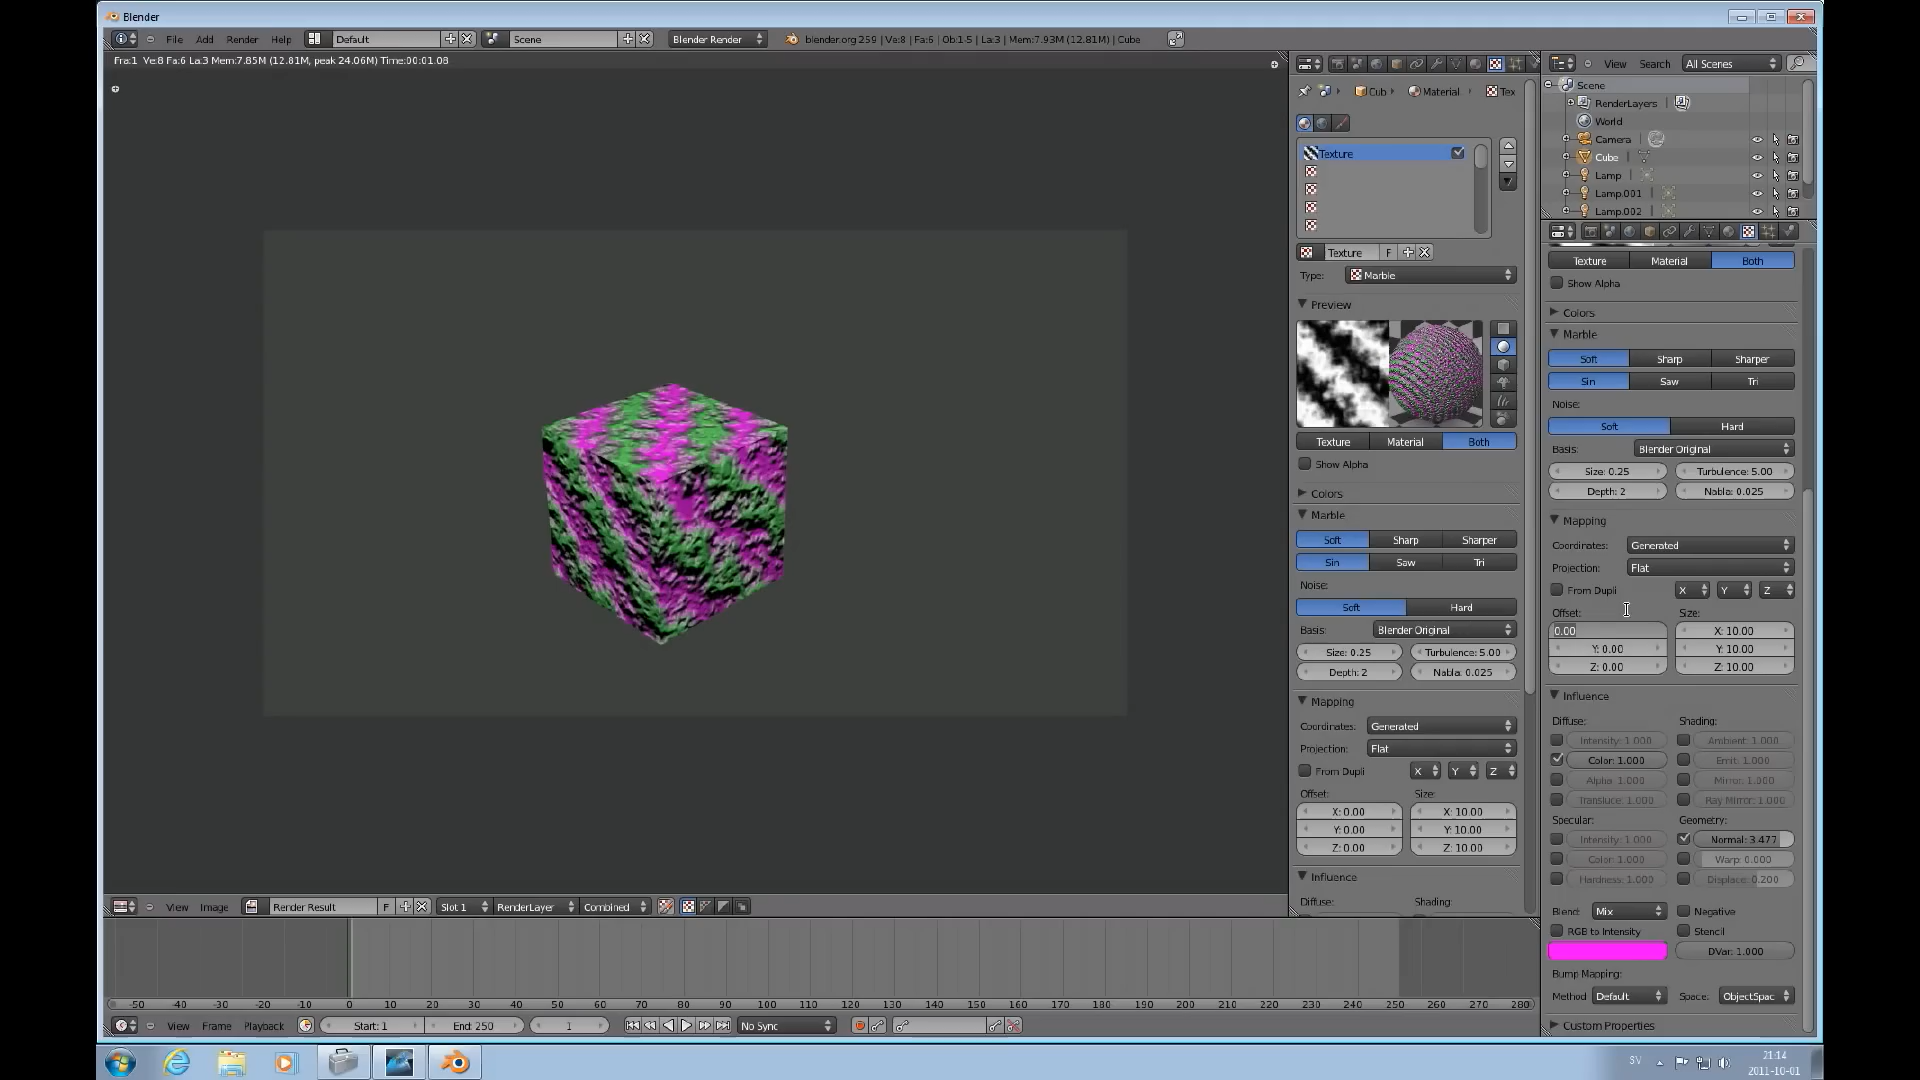 Blender
File Add Render Help Default Scene Blender Render blender.org 259 | Ve:8 | Fa:6 | Ob:1-5 | La:3 | Mem:7.93M (12.81M) | Cube
Fra:1 Ve:8 Fa:6 La:3 Mem:7.85M (12.81M, peak 24.06M) Time:00:01.08
Cub Material Tex
Texture
Texture F
Type: Marble
Preview
Texture Material Both
Show Alpha
Colors
Marble
Soft Sharp Sharper
Sin Saw Tri
Noise:
Soft Hard
Basis: Blender Original
Size: 0.25 Turbulence: 5.00
Depth: 2 Nabla: 0.025
Mapping
Coordinates: Generated
Projection: Flat
From Dupli X Y Z
Offset: Size:
X: 0.00 X: 10.00
Y: 0.00 Y: 10.00
Z: 0.00 Z: 10.00
Influence
Diffuse: Shading:
View Search All Scenes
Scene
RenderLayers
World
Camera
Cube
Lamp
Lamp.001
Lamp.002
Texture Material Both
Show Alpha
Colors
Marble
Soft Sharp Sharper
Sin Saw Tri
Noise:
Soft Hard
Basis: Blender Original
Size: 0.25 Turbulence: 5.00
Depth: 2 Nabla: 0.025
Mapping
Coordinates: Generated
Projection: Flat
From Dupli X Y Z
Offset: Size:
0.00 X: 10.00
Y: 0.00 Y: 10.00
Z: 0.00 Z: 10.00
Influence
Diffuse: Shading:
Intensity: 1.000 Ambient: 1.000
Color: 1.000 Emit: 1.000
Alpha: 1.000 Mirror: 1.000
Transluce: 1.000 Ray Mirror: 1.000
Specular: Geometry:
Intensity: 1.000 Normal: 3.477
Color: 1.000 Warp: 0.000
Hardness: 1.000 Displace: 0.200
Blend: Mix Negative
RGB to Intensity Stencil
DVar: 1.000
Bump Mapping:
Method Default Space: ObjectSpac
Custom Properties
View Image Render Result F Slot 1 RenderLayer Combined
-50 -40 -30 -20 -10 0 10 20 30 40 50 60 70 80 90 100 110 120 130 140 150 160 170 180 190 200 210 220 230 240 250 260 270 280
View Frame Playback Start: 1 End: 250 1 No Sync
SV 21:14
2011-10-01